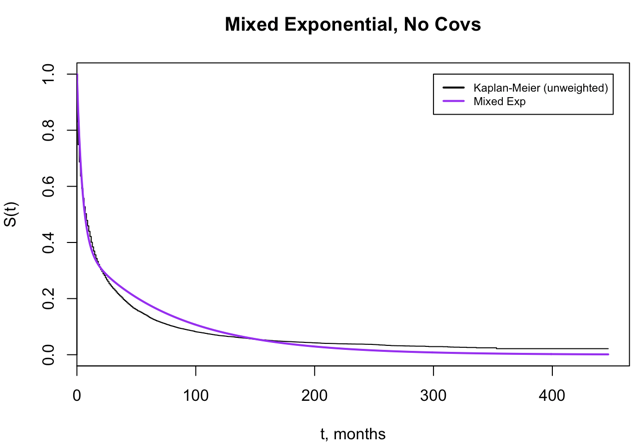 Mixed Exponential, No Covs
Kaplan-Meier (unweighted)
Mixed Exp
S(t)
1.0
0.8
0.6
0.4
0.2
0.0
0 100 200 300 400
t, months